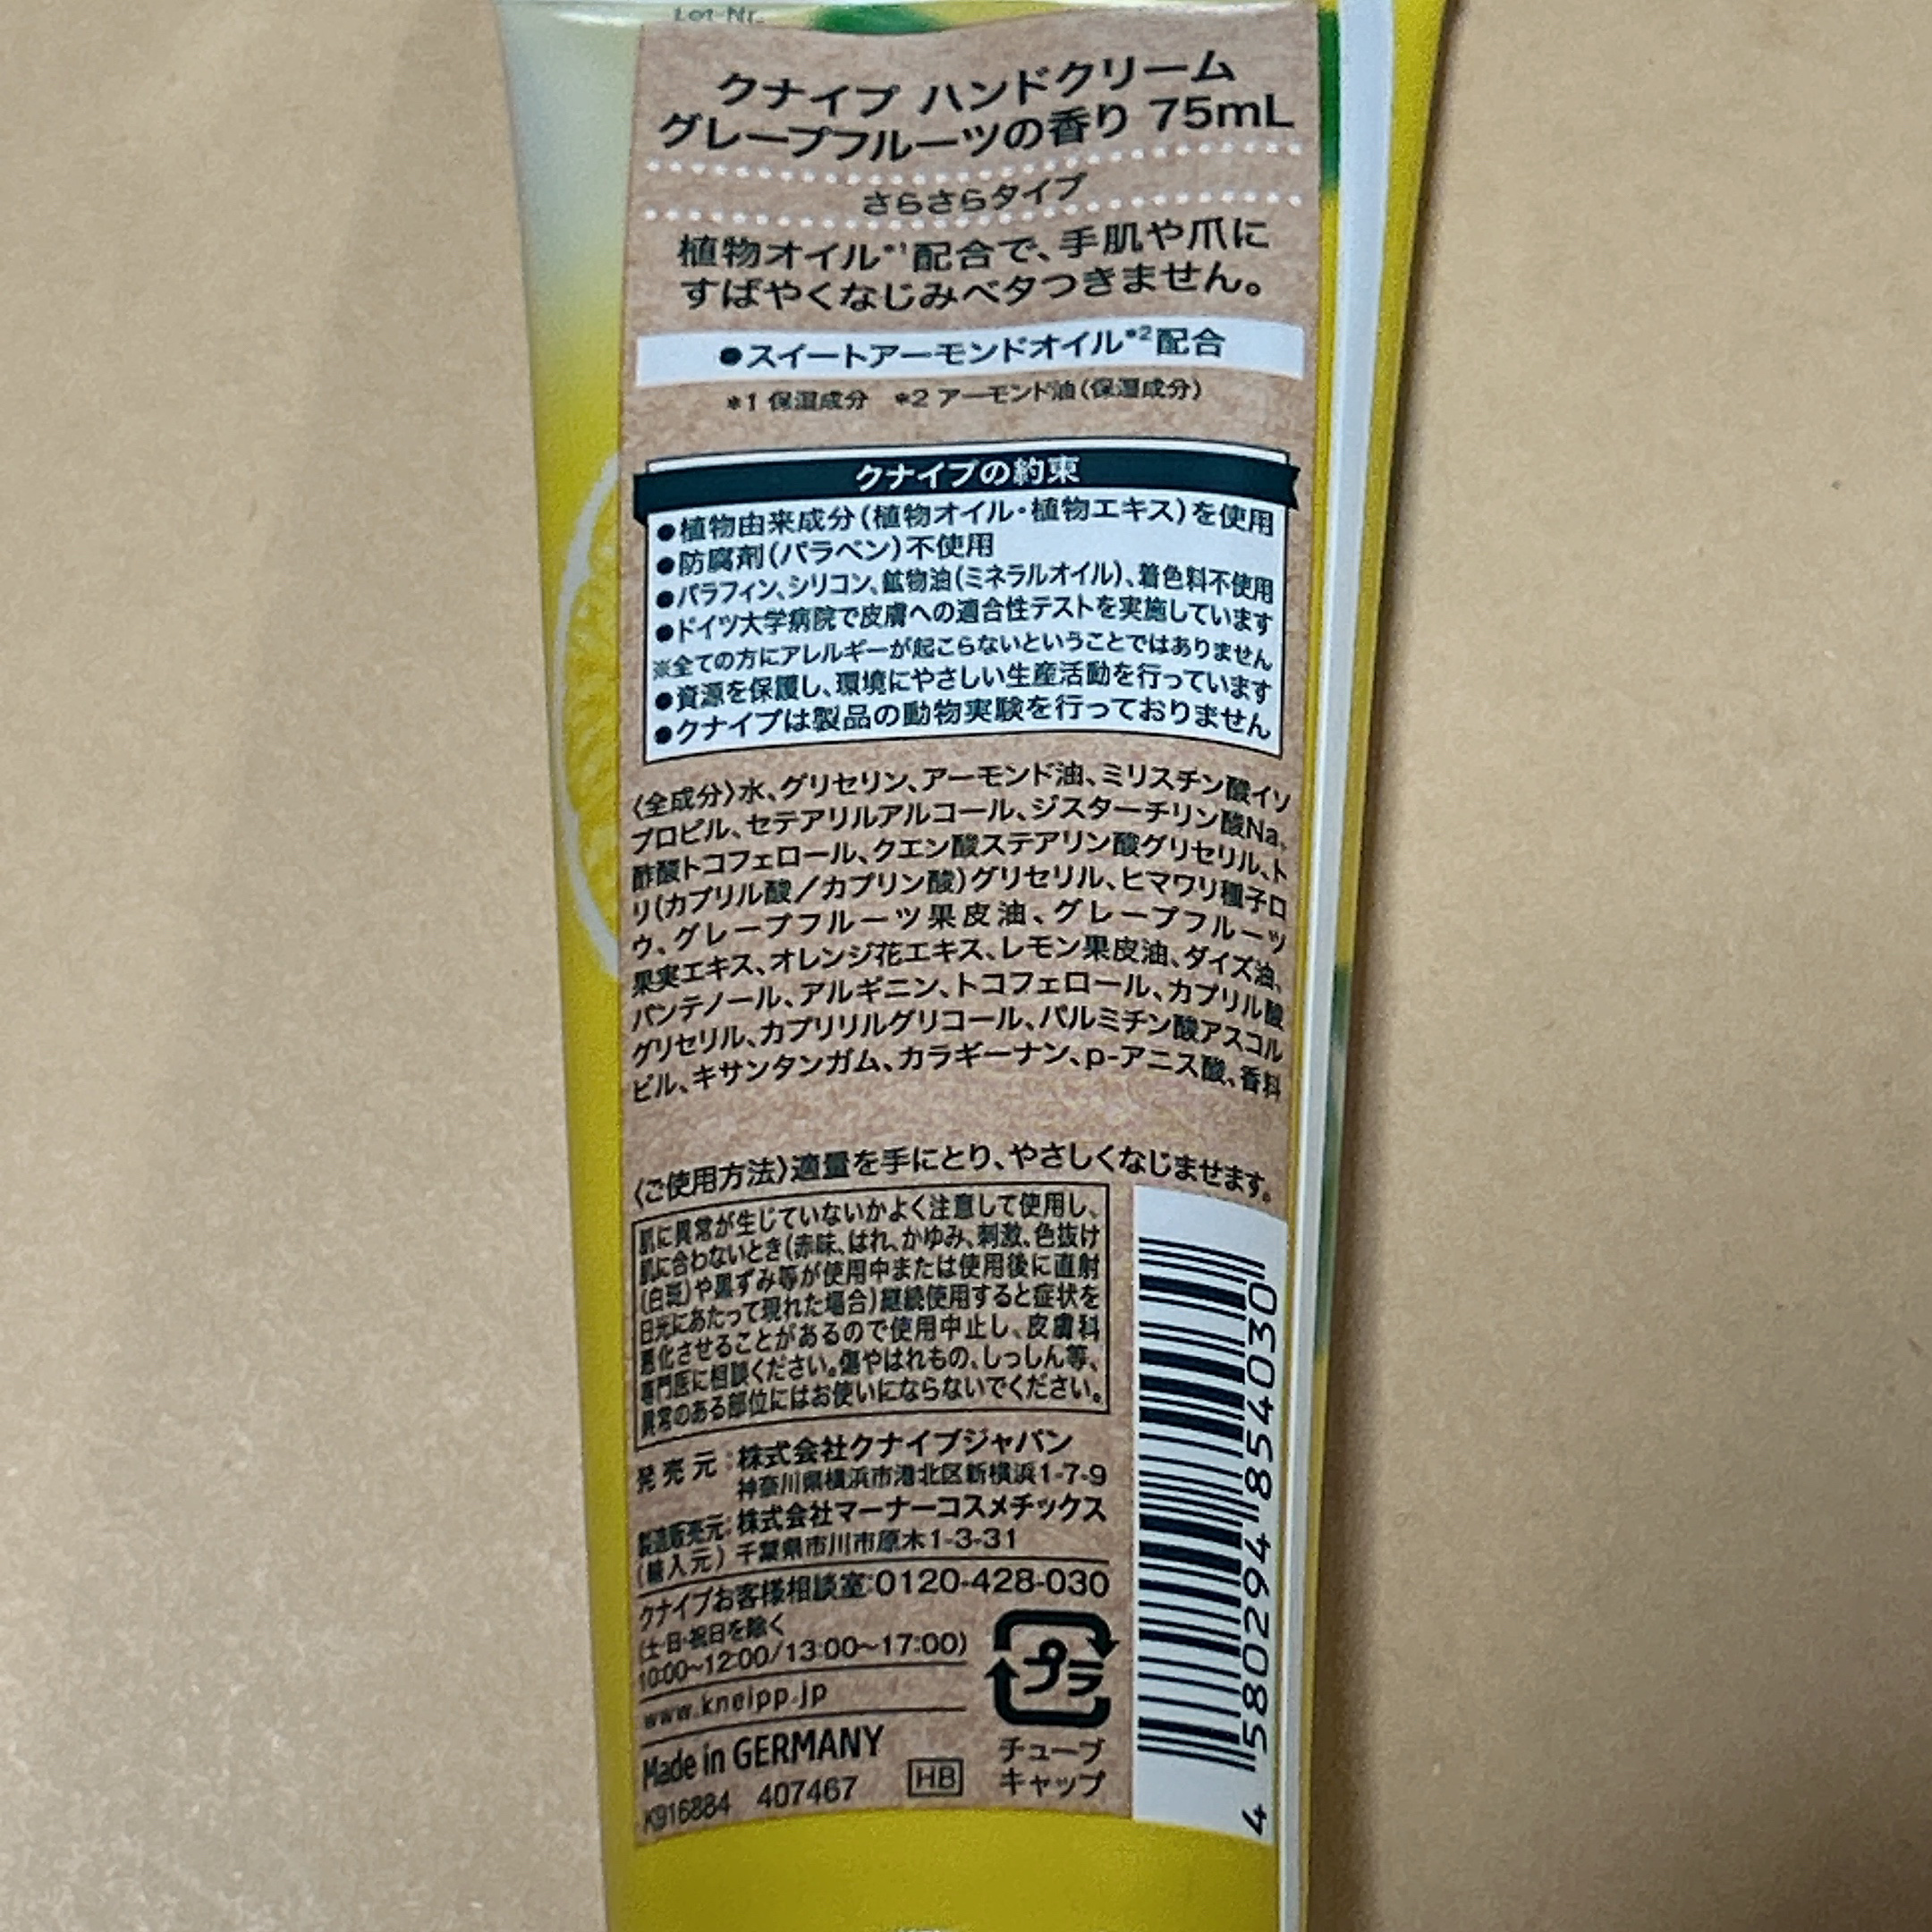 Lot-Nr.
クナイプ ハンドクリーム
グレープフルーツの香り 75mL
さらさらタイプ
植物オイル*1配合で、手肌や爪に
すばやくなじみベタつきません。
●スイートアーモンドオイル*2配合
*1 保湿成分 *2 アーモンド油(保湿成分)
クナイプの約束
●植物由来成分(植物オイル・植物エキス)を使用
●防腐剤(パラベン)不使用
●パラフィン、シリコン、鉱物油(ミネラルオイル)、着色料不使用
●ドイツ大学病院で皮膚への適合性テストを実施しています
※全ての方にアレルギーが起こらないということではありません
●資源を保護し、環境にやさしい生産活動を行っています
●クナイプは製品の動物実験を行っておりません
〈全成分〉水、グリセリン、アーモンド油、ミリスチン酸イソ
プロピル、セテアリルアルコール、ジステアリン酸Na、
酢酸トコフェロール、クエン酸ステアリン酸グリセリル、ト
リ(カプリル酸/カプリン酸)グリセリル、ヒマワリ種子ロ
ウ、グレープフルーツ果皮油、グレープフルーツ
果実エキス、オレンジ花エキス、レモン果皮油、ダイズ油、
パンテノール、アルギニン、トコフェロール、カプリル酸
グリセリル、カプリリルグリコール、パルミチン酸アスコル
ビル、キサンタンガム、カラギーナン、p-アニス酸、香料
〈ご使用方法〉適量を手にとり、やさしくなじませます。
肌に異常が生じていないかよく注意して使用し、
肌に合わないとき(赤味、はれ、かゆみ、刺激、色抜け
(白斑)や黒ずみ等が使用中または使用後に直射
日光にあたって現れた場合)継続使用すると症状を
悪化させることがあるので使用中止し、皮膚科
専門医に相談ください。傷やはれもの、しっしん等、
異常のある部位にはお使いにならないでください。
発売元:株式会社クナイプジャパン
神奈川県横浜市港北区新横浜1-7-9
製造販売元:株式会社マーナーコスメチックス
(輸入元)千葉県市川市原木1-3-31
クナイプお客様相談室:0120-428-030
(土・日・祝日を除く
10:00~12:00/13:00~17:00)
www.kneipp.jp
Made in GERMANY
K916884 407467
HB
プラ
チューブ
キャップ
4 580294 854030